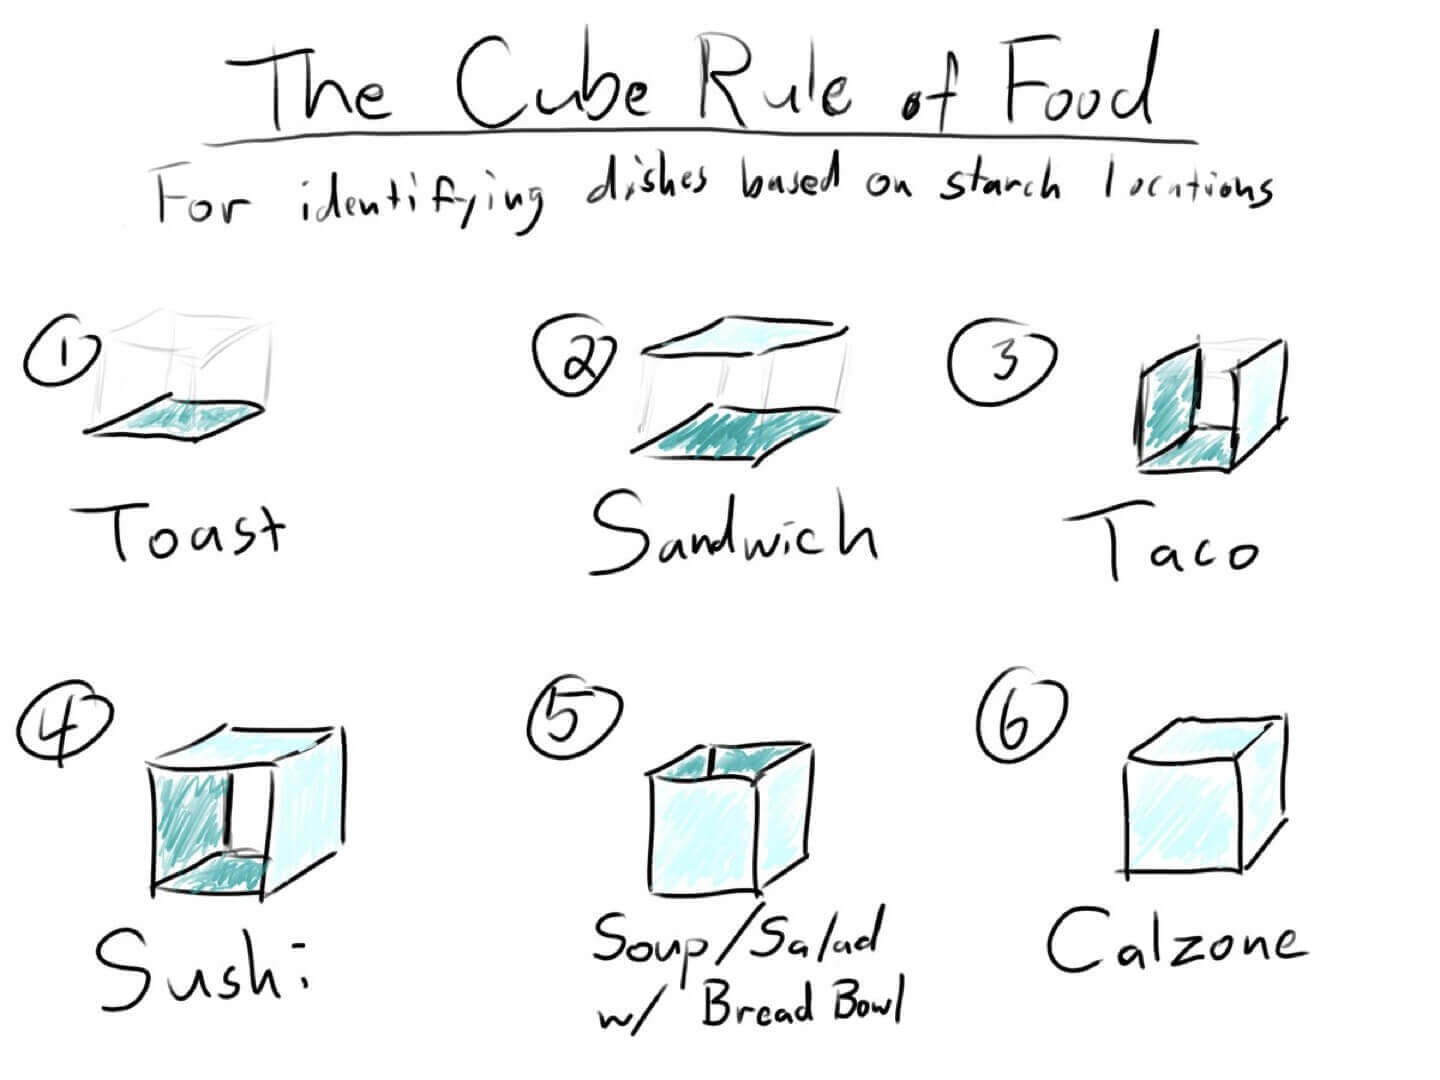 The Cube Rule of Food
For identifying dishes based on starch locations
1
2
3
Toast
Sandwich
Taco
4
5
6
Sushi
Soup/Salad
w/ Bread Bowl
Calzone